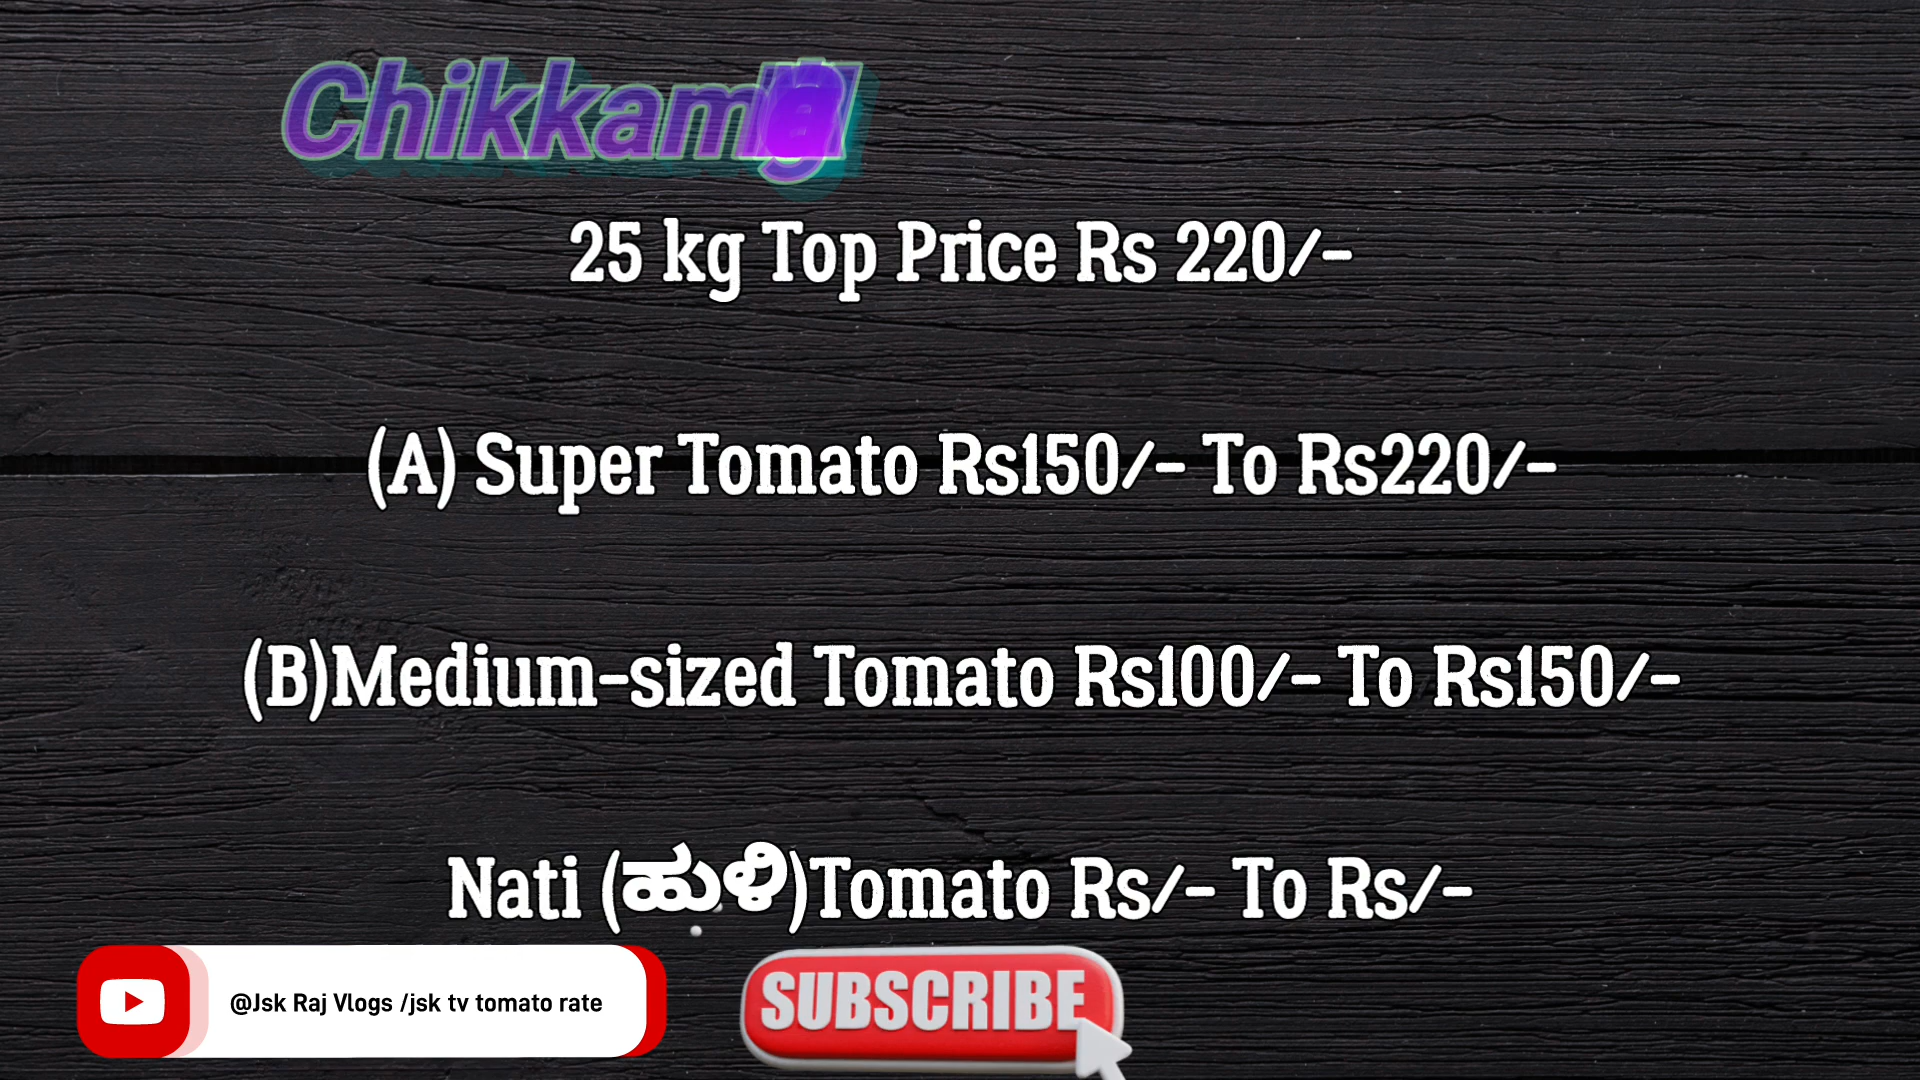 25 kg Top Price Rs 220/-
(A) Super Tomato Rs150/- To Rs220/-
(B)Medium-sized Tomato Rs100/- To Rs150/-
Nati (ಹುಳಿ)Tomato Rs/- To Rs/-
@Jsk Raj Vlogs /jsk tv tomato rate
SUBSCRIBE